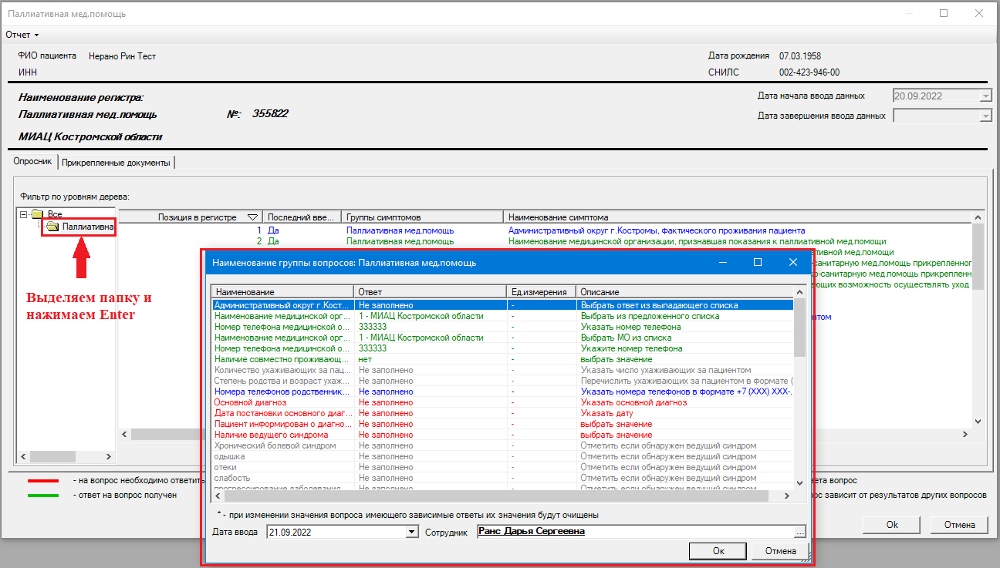 Паллиативная мед.помощь
Отчет
ФИО пациента Нерано Рин Тест Дата рождения 07.03.1958
ИНН СНИЛС 002-423-946-00
Наименование регистра: Дата начала ввода данных 20.09.2022
Паллиативная мед.помощь №: 355822 Дата завершения ввода данных
МИАЦ Костромской области
Опросник Прикрепленные документы
Фильтр по уровням дерева:
Все
Паллиативна
Позиция в регистре Последний вве... Группы симптомов Наименование симптома
1 Да Паллиативная мед.помощь Административный округ г.Костромы, фактического проживания пациента
2 Да Паллиативная мед.помощь Наименование медицинской организации, признавшая показания к паллиативной мед.помощи
ативной мед.помощи
-санитарную мед.помощь прикрепленног
ко-санитарную мед.помощь прикрепленн
ющих возможность осуществлять уход
нтом
Выделяем папку и
нажимаем Enter
Наименование группы вопросов: Паллиативная мед.помощь
Наименование Ответ Ед.измерения Описание
Административный округ г.Кост... Не заполнено - Выбрать ответ из выпадающего списка
Наименование медицинской орг... 1 - МИАЦ Костромской области - Выбрать из предложенного списка
Номер телефона медицинской о... 333333 - Указать номер телефона
Наименование медицинской орг... 1 - МИАЦ Костромской области - Выбрать МО из списка
Номер телефона медицинской о... 333333 - Укажите номер телефона
Наличие совместно проживающ... нет - выбрать значение
Количество ухаживающих за пац... Не заполнено - Указать число ухаживающих за пациентом
Степень родства и возраст ухаж... Не заполнено - Перечислить ухаживающих за пациентом в формате (
Номера телефонов родственник... Не заполнено - Указать номера телефонов в формате +7 (XXX) XXX-.
Основной диагноз Не заполнено - Указать основной диагноз
Дата постановки основного диаг... Не заполнено - Указать дату
Пациент информирован о диагно... Не заполнено - выбрать значение
Наличие ведущего синдрома Не заполнено - выбрать значение
Хронический болевой синдром Не заполнено - Отметить если обнаружен ведущий синдром
одышка Не заполнено - Отметить если обнаружен ведущий синдром
отеки Не заполнено - Отметить если обнаружен ведущий синдром
слабость Не заполнено - Отметить если обнаружен ведущий синдром
прогрессирование заболевания Не заполнено - Отметить если обнаружен ведущий синдром
* - при изменении значения вопроса имеющего зависимые ответы их значения будут очищены
Дата ввода 21.09.2022 Сотрудник Ранс Дарья Сергеевна ...
Ок Отмена
- на вопрос необходимо ответить вета вопрос
- ответ на вопрос получен рос зависит от результатов других вопросов
Ok Отмена